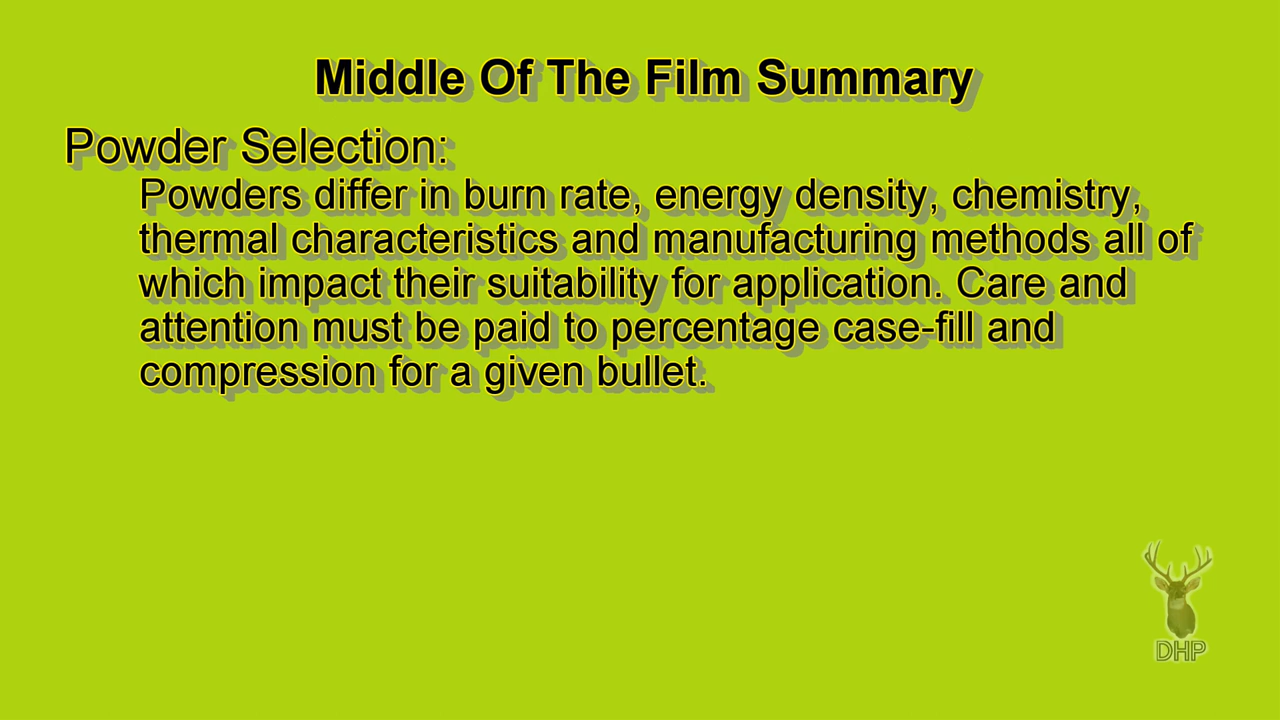 Middle Of The Film Summary
Powder Selection:
Powders differ in burn rate, energy density, chemistry,
thermal characteristics and manufacturing methods all of
which impact their suitability for application. Care and
attention must be paid to percentage case-fill and
compression for a given bullet.
DHP